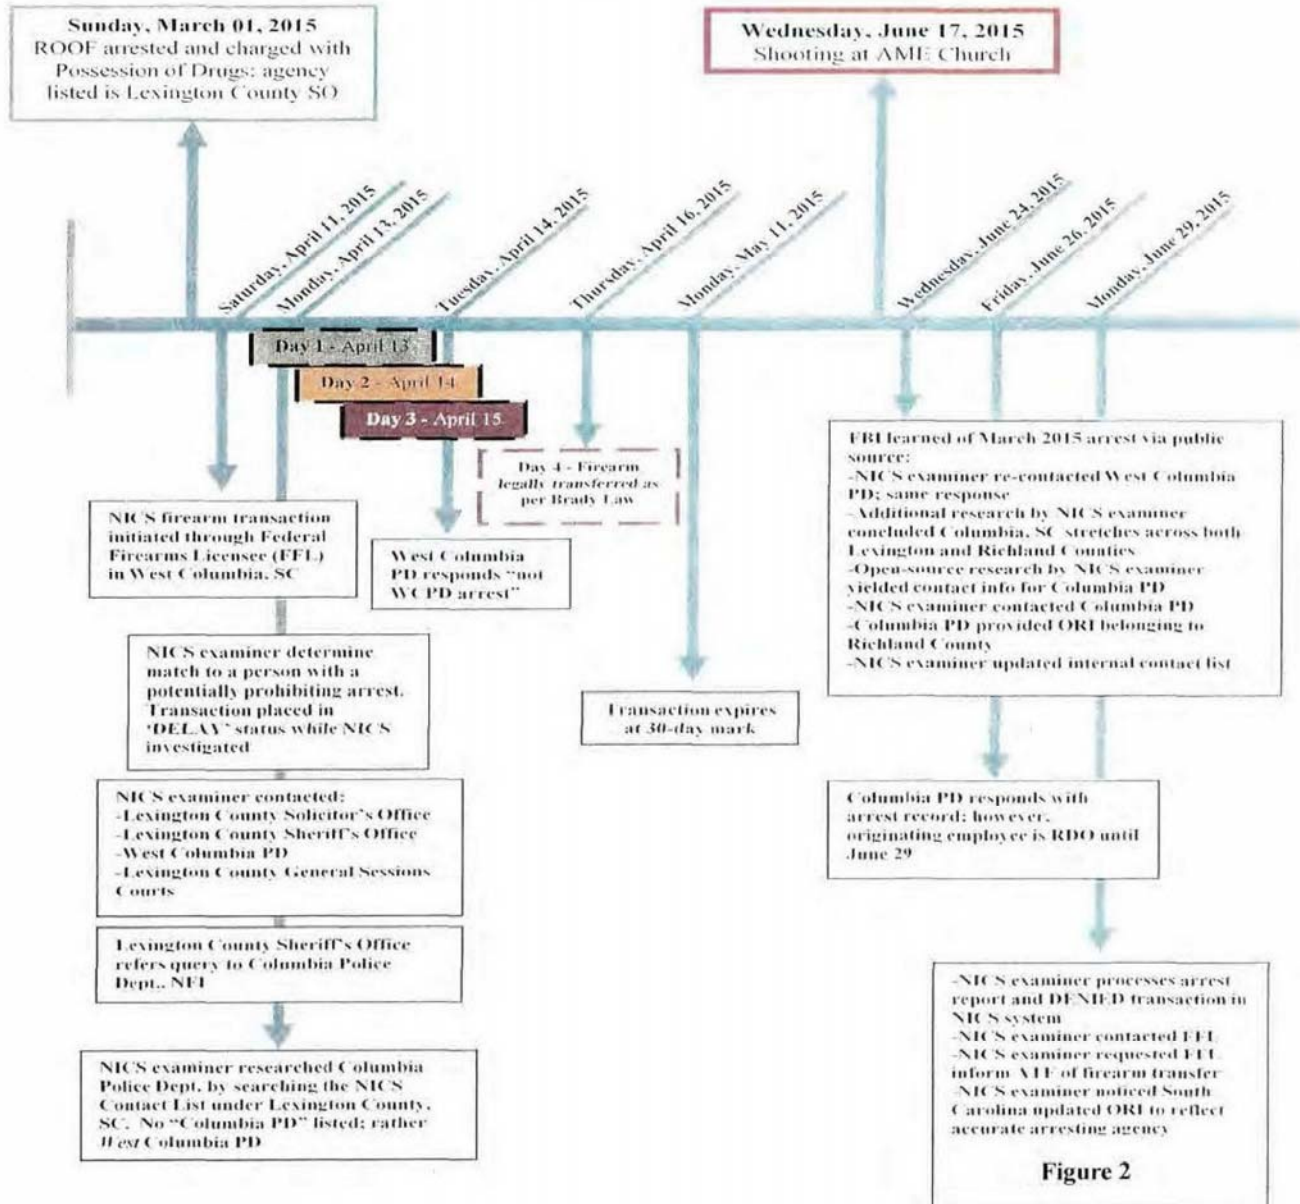 Sunday, March 01, 2015
ROOF arrested and charged with
Possession of Drugs; agency
listed is Lexington County SO
Wednesday, June 17, 2015
Shooting at AME Church
Saturday, April 11, 2015
Monday, April 13, 2015
Tuesday, April 14, 2015
Thursday, April 16, 2015
Monday, May 11, 2015
Wednesday, June 24, 2015
Friday, June 26, 2015
Monday, June 29, 2015
Day 1 - April 13
Day 2 - April 14
Day 3 - April 15
Day 4 - Firearm
legally transferred as
per Brady Law
NICS firearm transaction
initiated through Federal
Firearms Licensee (FFL)
in West Columbia, SC
West Columbia
PD responds "not
WCPD arrest"
NICS examiner determine
match to a person with a
potentially prohibiting arrest.
Transaction placed in
'DELAY' status while NICS
investigated
NICS examiner contacted:
-Lexington County Solicitor's Office
-Lexington County Sheriff's Office
-West Columbia PD
-Lexington County General Sessions
Courts
Lexington County Sheriff's Office
refers query to Columbia Police
Dept., NFI
NICS examiner researched Columbia
Police Dept. by searching the NICS
Contact List under Lexington County,
SC. No "Columbia PD" listed; rather
West Columbia PD
Transaction expires
at 30-day mark
FBI learned of March 2015 arrest via public
source:
-NICS examiner re-contacted West Columbia
PD; same response
-Additional research by NICS examiner
concluded Columbia, SC stretches across both
Lexington and Richland Counties
-Open-source research by NICS examiner
yielded contact info for Columbia PD
-NICS examiner contacted Columbia PD
-Columbia PD provided ORI belonging to
Richland County
-NICS examiner updated internal contact list
Columbia PD responds with
arrest record; however,
originating employee is RDO until
June 29
-NICS examiner processes arrest
report and DENIED transaction in
NICS system
-NICS examiner contacted FFL
-NICS examiner requested FFL
inform ATF of firearm transfer
-NICS examiner noticed South
Carolina updated ORI to reflect
accurate arresting agency
Figure 2